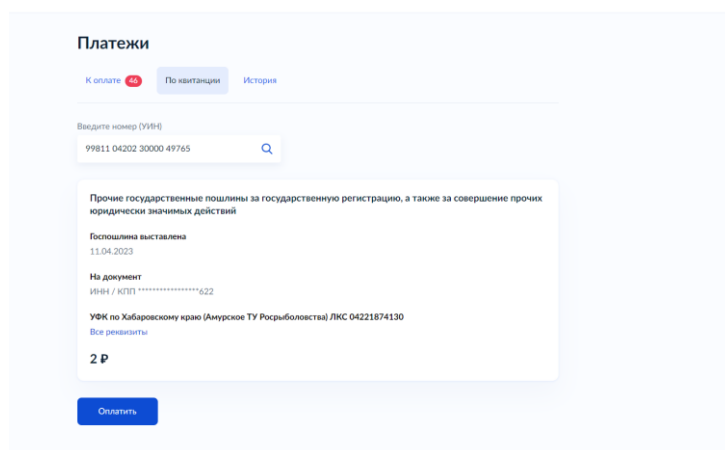 Платежи
К оплате 46 По квитанции История
Введите номер (УИН)
99811 04202 30000 49765
Прочие государственные пошлины за государственную регистрацию, а также за совершение прочих
юридически значимых действий
Госпошлина выставлена
11.04.2023
На документ
ИНН / КПП *****************622
УФК по Хабаровскому краю (Амурское ТУ Росрыболовства) ЛКС 04221874130
Все реквизиты
2 ₽
Оплатить